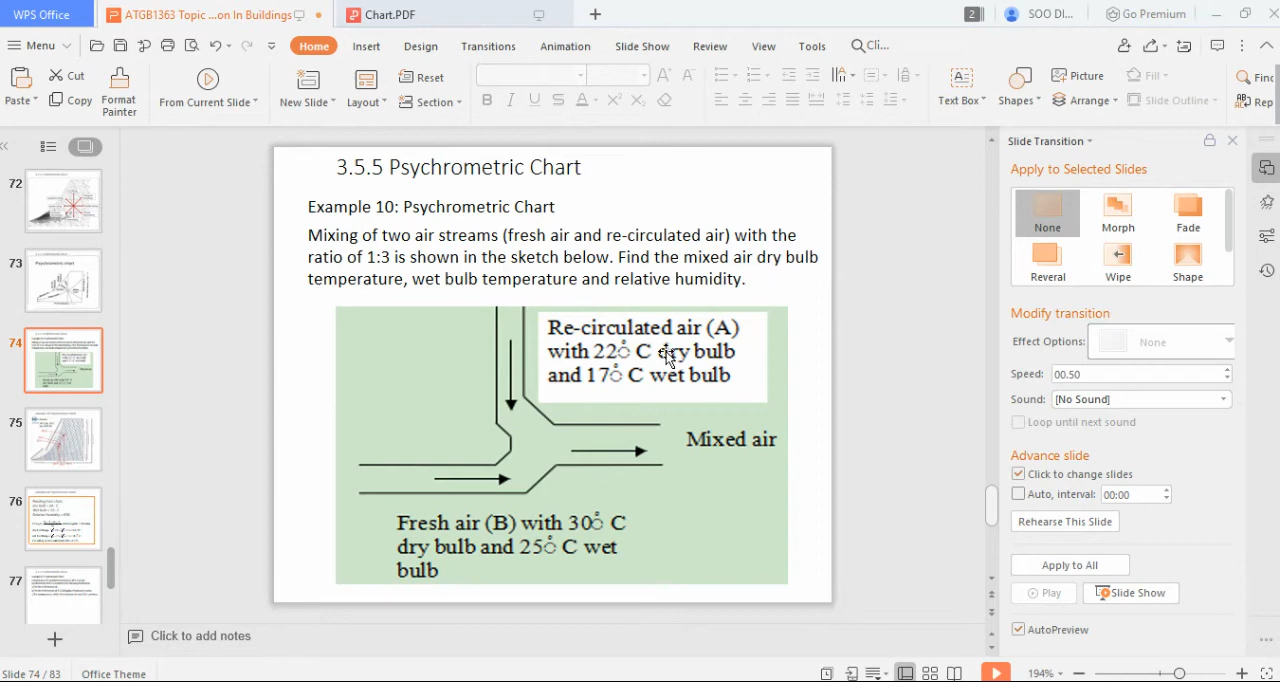 WPS Office
ATGB1363 Topic ...on In Buildings
Chart.PDF
2
SOO DI...
Go Premium
Menu
Home
Insert
Design
Transitions
Animation
Slide Show
Review
View
Tools
Cli...
Paste
Cut
Copy
Format
Painter
From Current Slide
New Slide
Layout
Reset
Section
B I U S A X² X₂
Text Box
Shapes
Picture
Arrange
Fill
Slide Outline
Find
Rep
72
73
74
75
76
77
3.5.5 Psychrometric Chart
Example 10: Psychrometric Chart
Mixing of two air streams (fresh air and re-circulated air) with the
ratio of 1:3 is shown in the sketch below. Find the mixed air dry bulb
temperature, wet bulb temperature and relative humidity.
Re-circulated air (A)
with 22° C dry bulb
and 17° C wet bulb
Mixed air
Fresh air (B) with 30° C
dry bulb and 25° C wet
bulb
Click to add notes
Slide Transition
Apply to Selected Slides
None
Morph
Fade
Reveral
Wipe
Shape
Modify transition
Effect Options:
None
Speed:
00.50
Sound:
[No Sound]
Loop until next sound
Advance slide
Click to change slides
Auto, interval:
00:00
Rehearse This Slide
Apply to All
Play
Slide Show
AutoPreview
Slide 74 / 83
Office Theme
194%